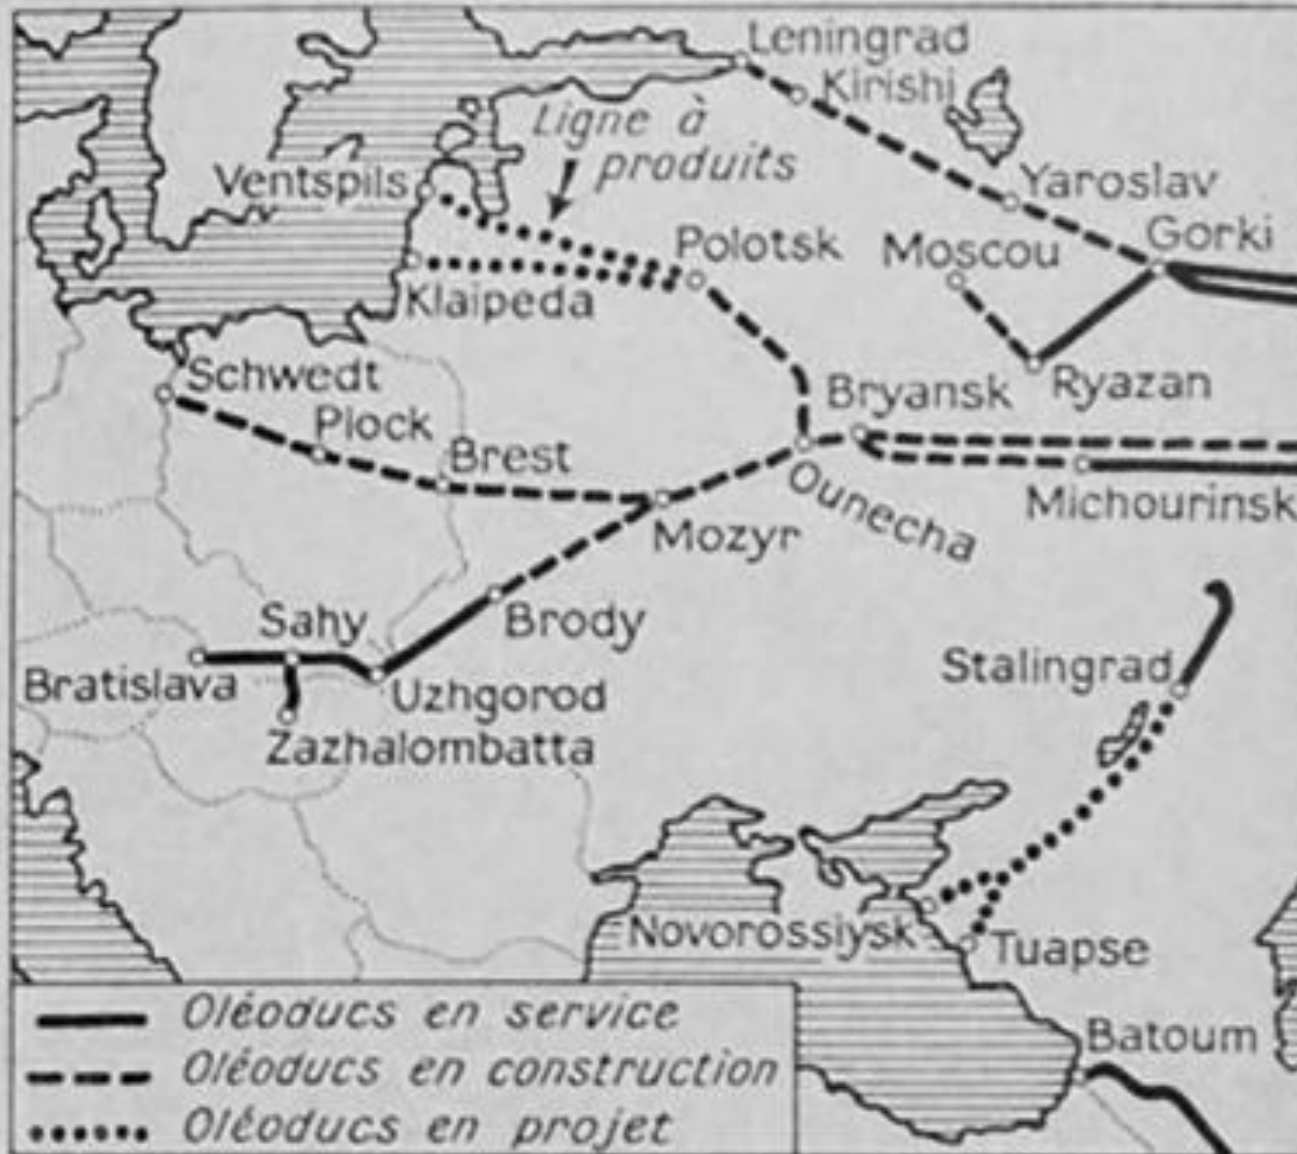 Leningrad
Kirishi
Ligne à
produits
Ventspils
Yaroslav
Polotsk
Moscou
Gorki
Klaipeda
Schwedt
Ryazan
Bryansk
Plock
Brest
Ounecha
Michourinsk
Mozyr
Sahy
Brody
Stalingrad
Bratislava
Uzhgorod
Zazhalombatta
Novorossiysk
Tuapse
Batoum
Oléoducs en service
Oléoducs en construction
Oléoducs en projet